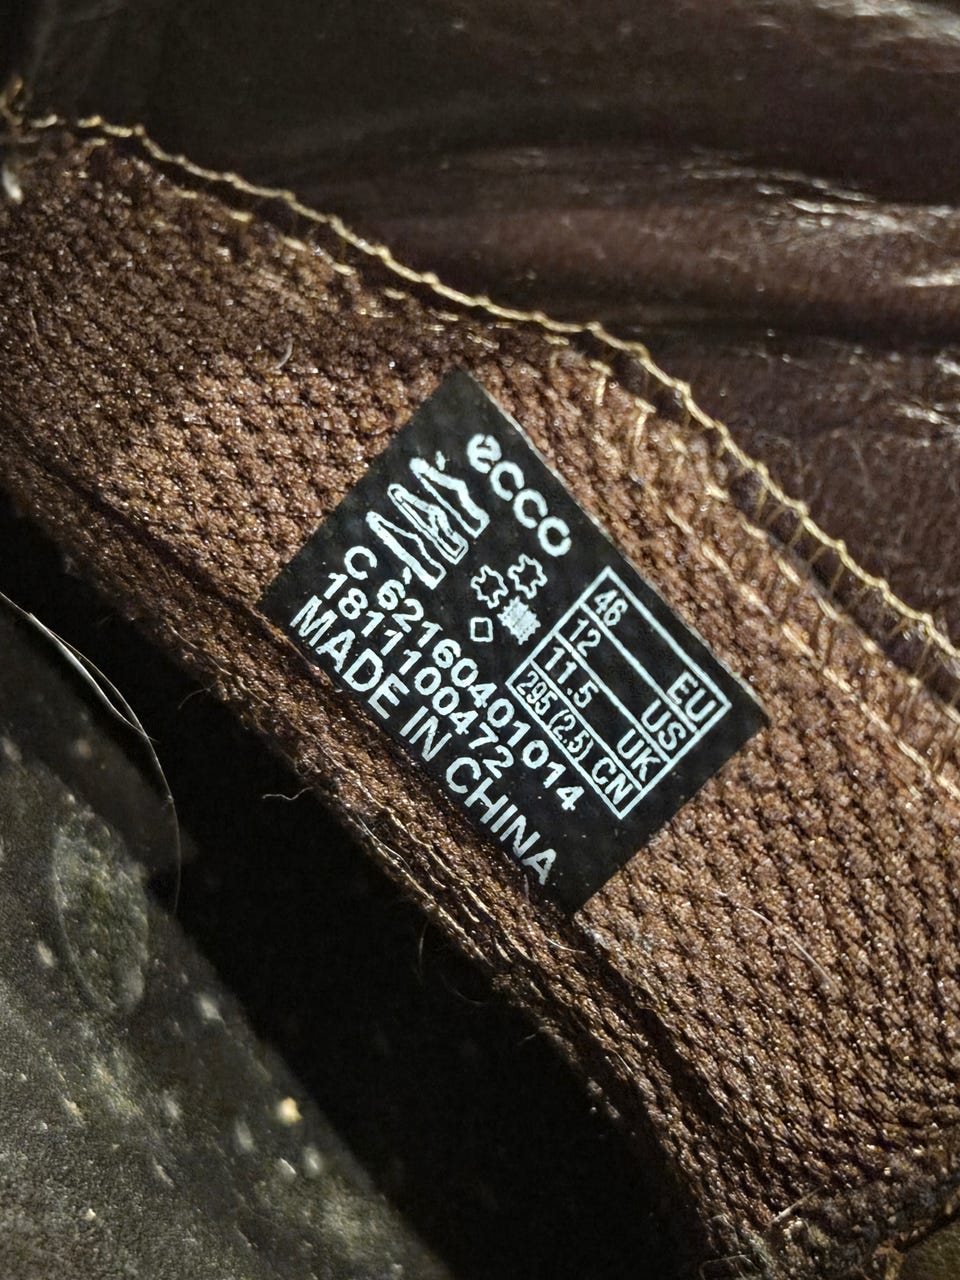 ecco
46 EU
12 US
11.5 UK
295 (2.5) CN
C 62160401014
1811100472
MADE IN CHINA